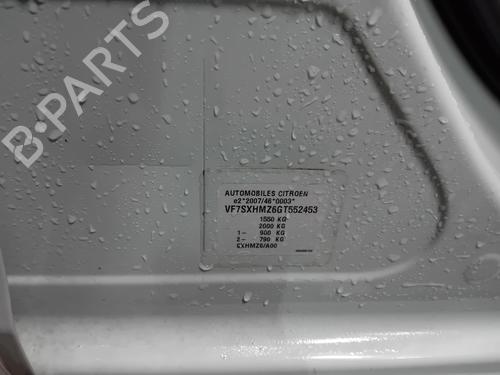 B-PARTS
AUTOMOBILES CITROEN
e2*2007/46*0003*
VF7SXHMZ6GT552453
1550 KG
2000 KG
1- 900 KG
2- 790 KG
SXHMZ6/A00